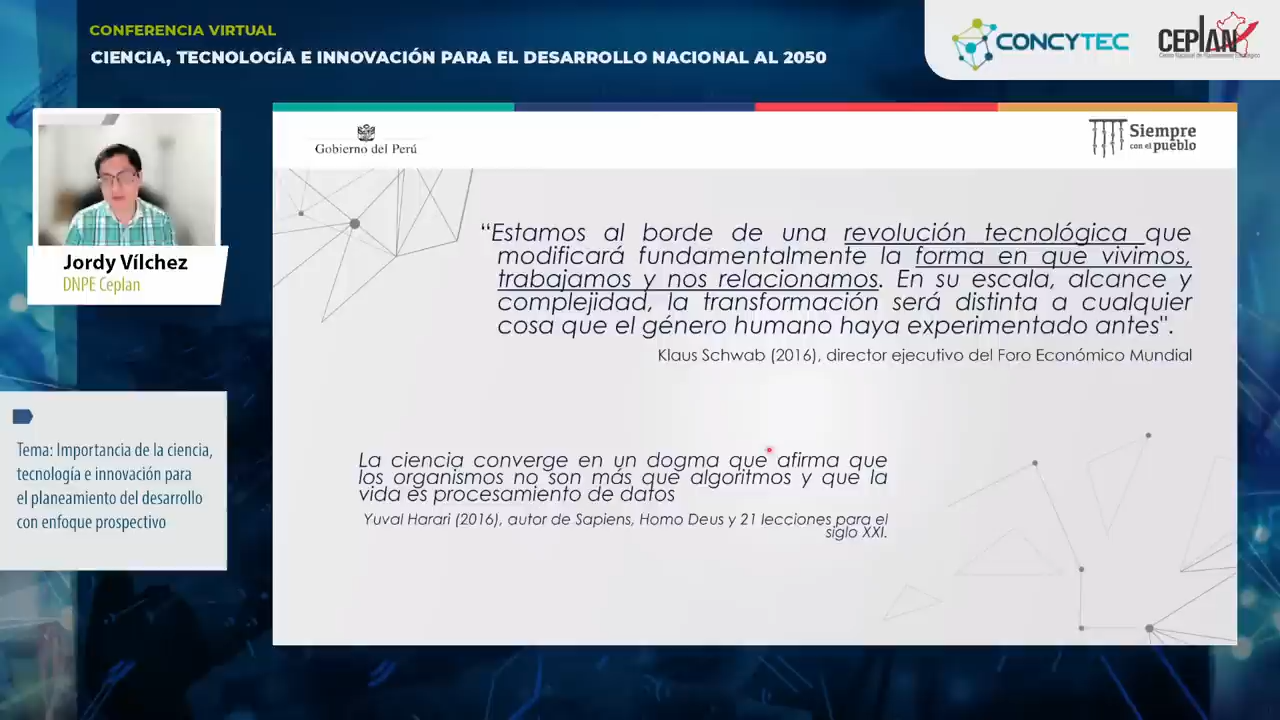 CONFERENCIA VIRTUAL
CIENCIA, TECNOLOGÍA E INNOVACIÓN PARA EL DESARROLLO NACIONAL AL 2050
CONCYTEC
CEPLAN
Centro Nacional de Planeamiento Estratégico
Jordy Vílchez
DNPE Ceplan
Tema: Importancia de la ciencia,
tecnología e innovación para
el planeamiento del desarrollo
con enfoque prospectivo
Gobierno del Perú
Siempre
con el pueblo
“Estamos al borde de una revolución tecnológica que
modificará fundamentalmente la forma en que vivimos,
trabajamos y nos relacionamos. En su escala, alcance y
complejidad, la transformación será distinta a cualquier
cosa que el género humano haya experimentado antes".
Klaus Schwab (2016), director ejecutivo del Foro Económico Mundial
La ciencia converge en un dogma que afirma que
los organismos no son más que algoritmos y que la
vida es procesamiento de datos
Yuval Harari (2016), autor de Sapiens, Homo Deus y 21 lecciones para el
siglo XXI.